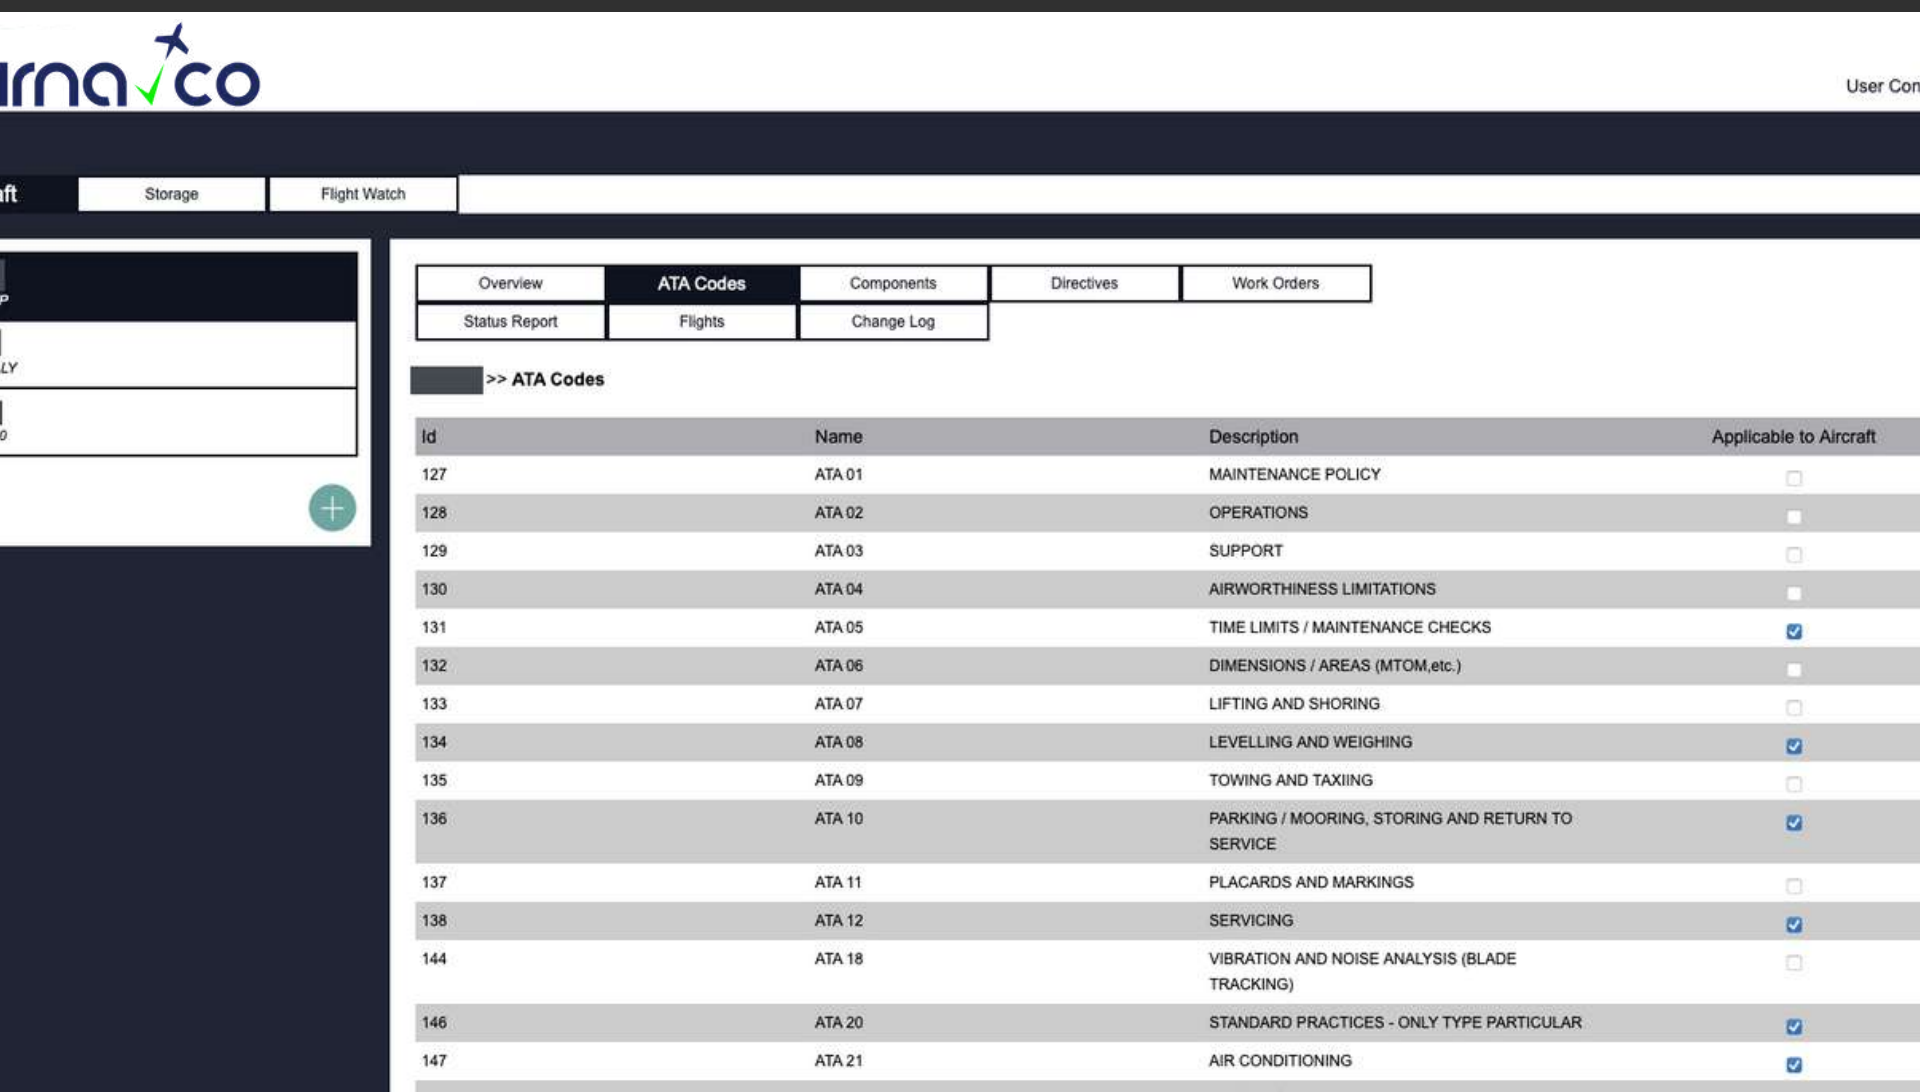 irna co
User Con
aft
Storage
Flight Watch
P
LY
0
Overview
ATA Codes
Components
Directives
Work Orders
Status Report
Flights
Change Log
>> ATA Codes
Id Name Description Applicable to Aircraft
127 ATA 01 MAINTENANCE POLICY
128 ATA 02 OPERATIONS
129 ATA 03 SUPPORT
130 ATA 04 AIRWORTHINESS LIMITATIONS
131 ATA 05 TIME LIMITS / MAINTENANCE CHECKS
132 ATA 06 DIMENSIONS / AREAS (MTOM,etc.)
133 ATA 07 LIFTING AND SHORING
134 ATA 08 LEVELLING AND WEIGHING
135 ATA 09 TOWING AND TAXIING
136 ATA 10 PARKING / MOORING, STORING AND RETURN TO
SERVICE
137 ATA 11 PLACARDS AND MARKINGS
138 ATA 12 SERVICING
144 ATA 18 VIBRATION AND NOISE ANALYSIS (BLADE
TRACKING)
146 ATA 20 STANDARD PRACTICES - ONLY TYPE PARTICULAR
147 ATA 21 AIR CONDITIONING